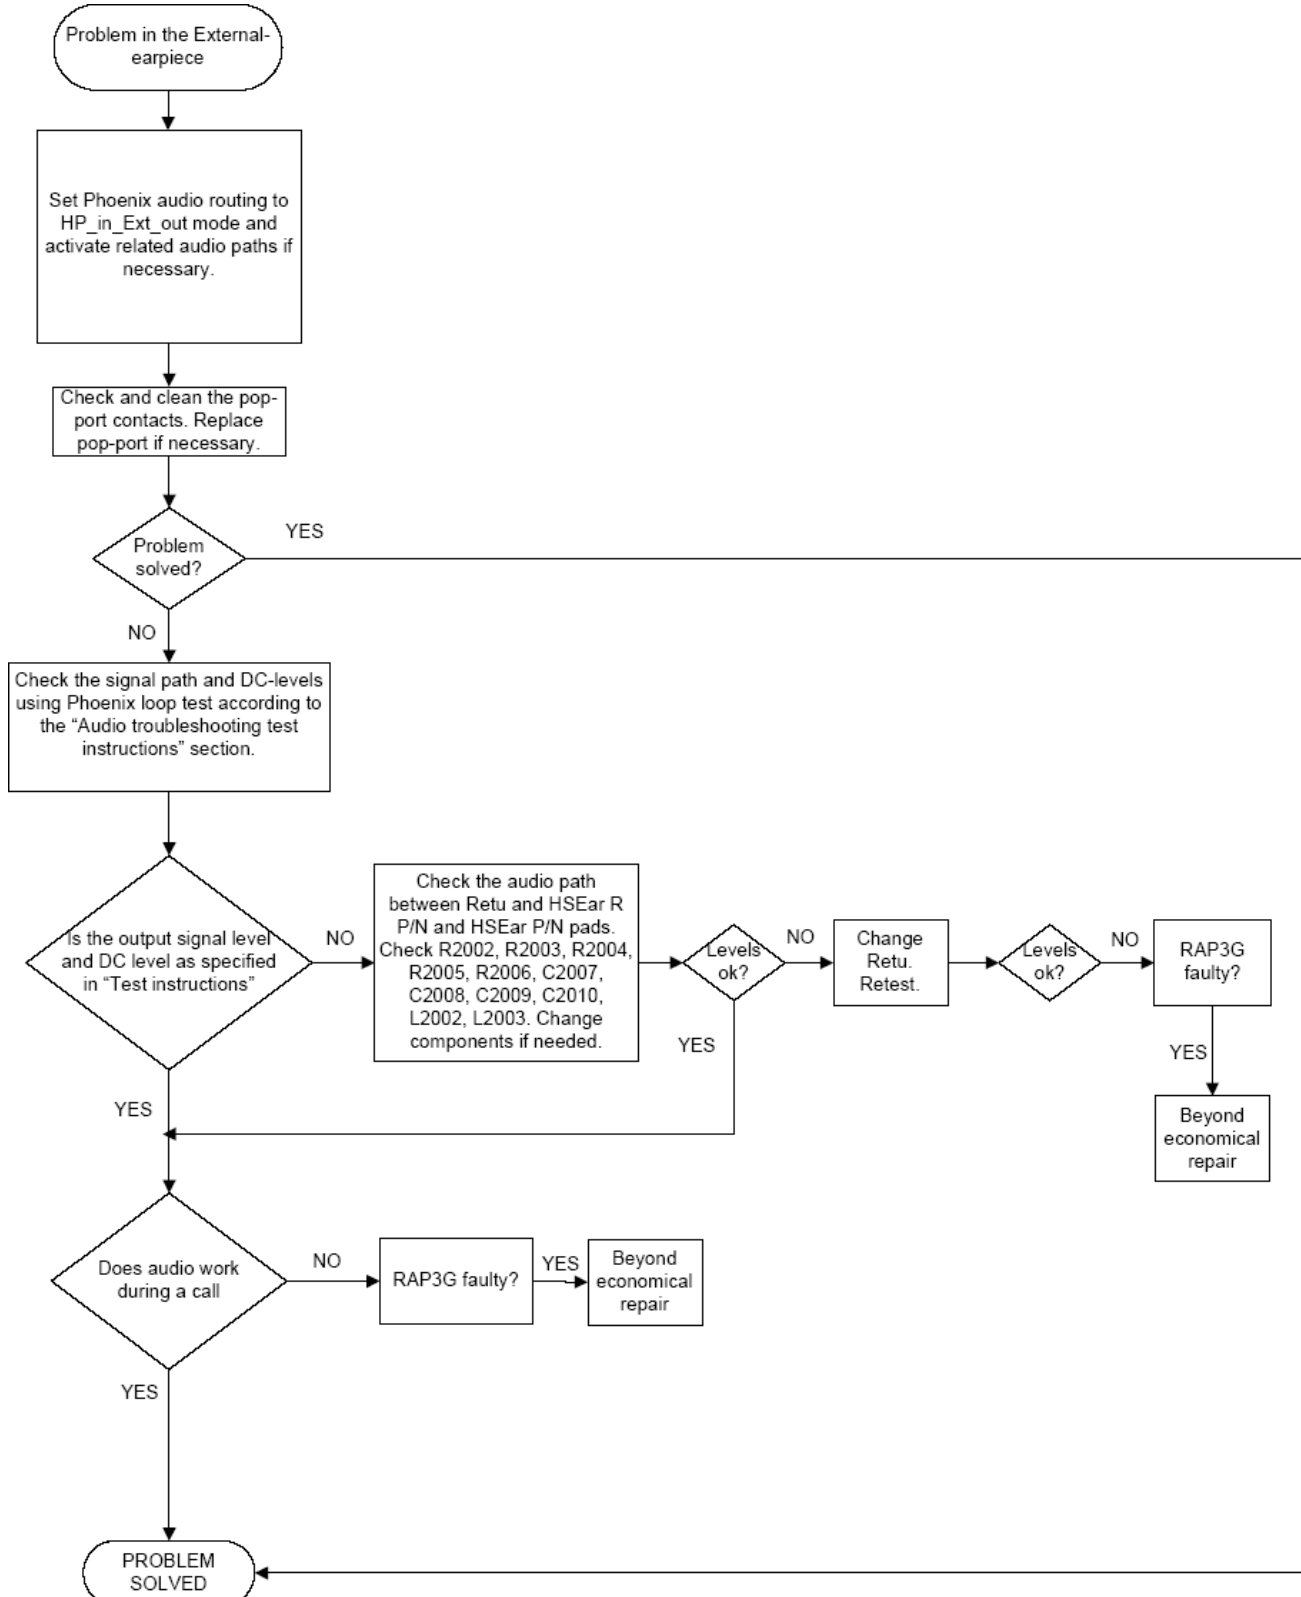 Problem in the External-
earpiece
Set Phoenix audio routing to
HP_in_Ext_out mode and
activate related audio paths if
necessary.
Check and clean the pop-
port contacts. Replace
pop-port if necessary.
YES
Problem
solved?
NO
Check the signal path and DC-levels
using Phoenix loop test according to
the “Audio troubleshooting test
instructions” section.
Is the output signal level
and DC level as specified
in “Test instructions”
NO
Check the audio path
between Retu and HSEar R
P/N and HSEar P/N pads.
Check R2002, R2003, R2004,
R2005, R2006, C2007,
C2008, C2009, C2010,
L2002, L2003. Change
components if needed.
Levels
ok?
NO
Change
Retu.
Retest.
Levels
ok?
NO
RAP3G
faulty?
YES
YES
Beyond
economical
repair
YES
Does audio work
during a call
NO
RAP3G faulty?
YES
Beyond
economical
repair
YES
PROBLEM
SOLVED